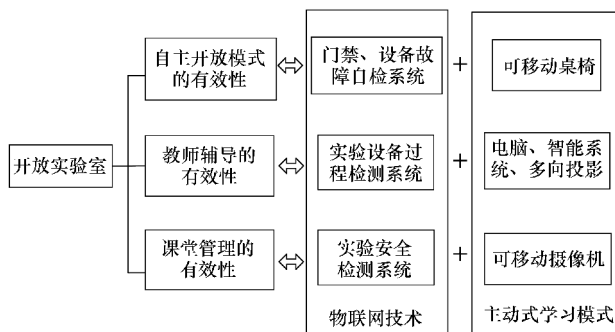 自主开放模式
的有效性
门禁、设备故
障自检系统
+
可移动桌椅
开放实验室
教师辅导的
有效性
实验设备过
程检测系统
+
电脑、智能系
统、多向投影
课堂管理的
有效性
实验安全
检测系统
+
可移动摄像机
物联网技术
主动式学习模式